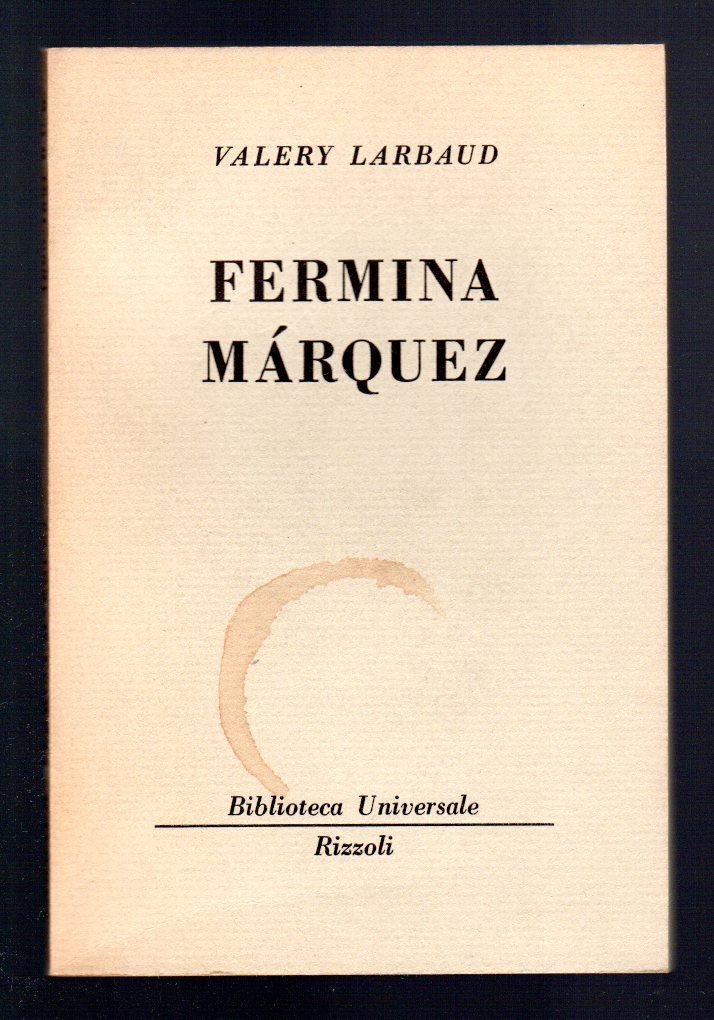 VALERY LARBAUD
FERMINA
MÁRQUEZ
Biblioteca Universale
Rizzoli